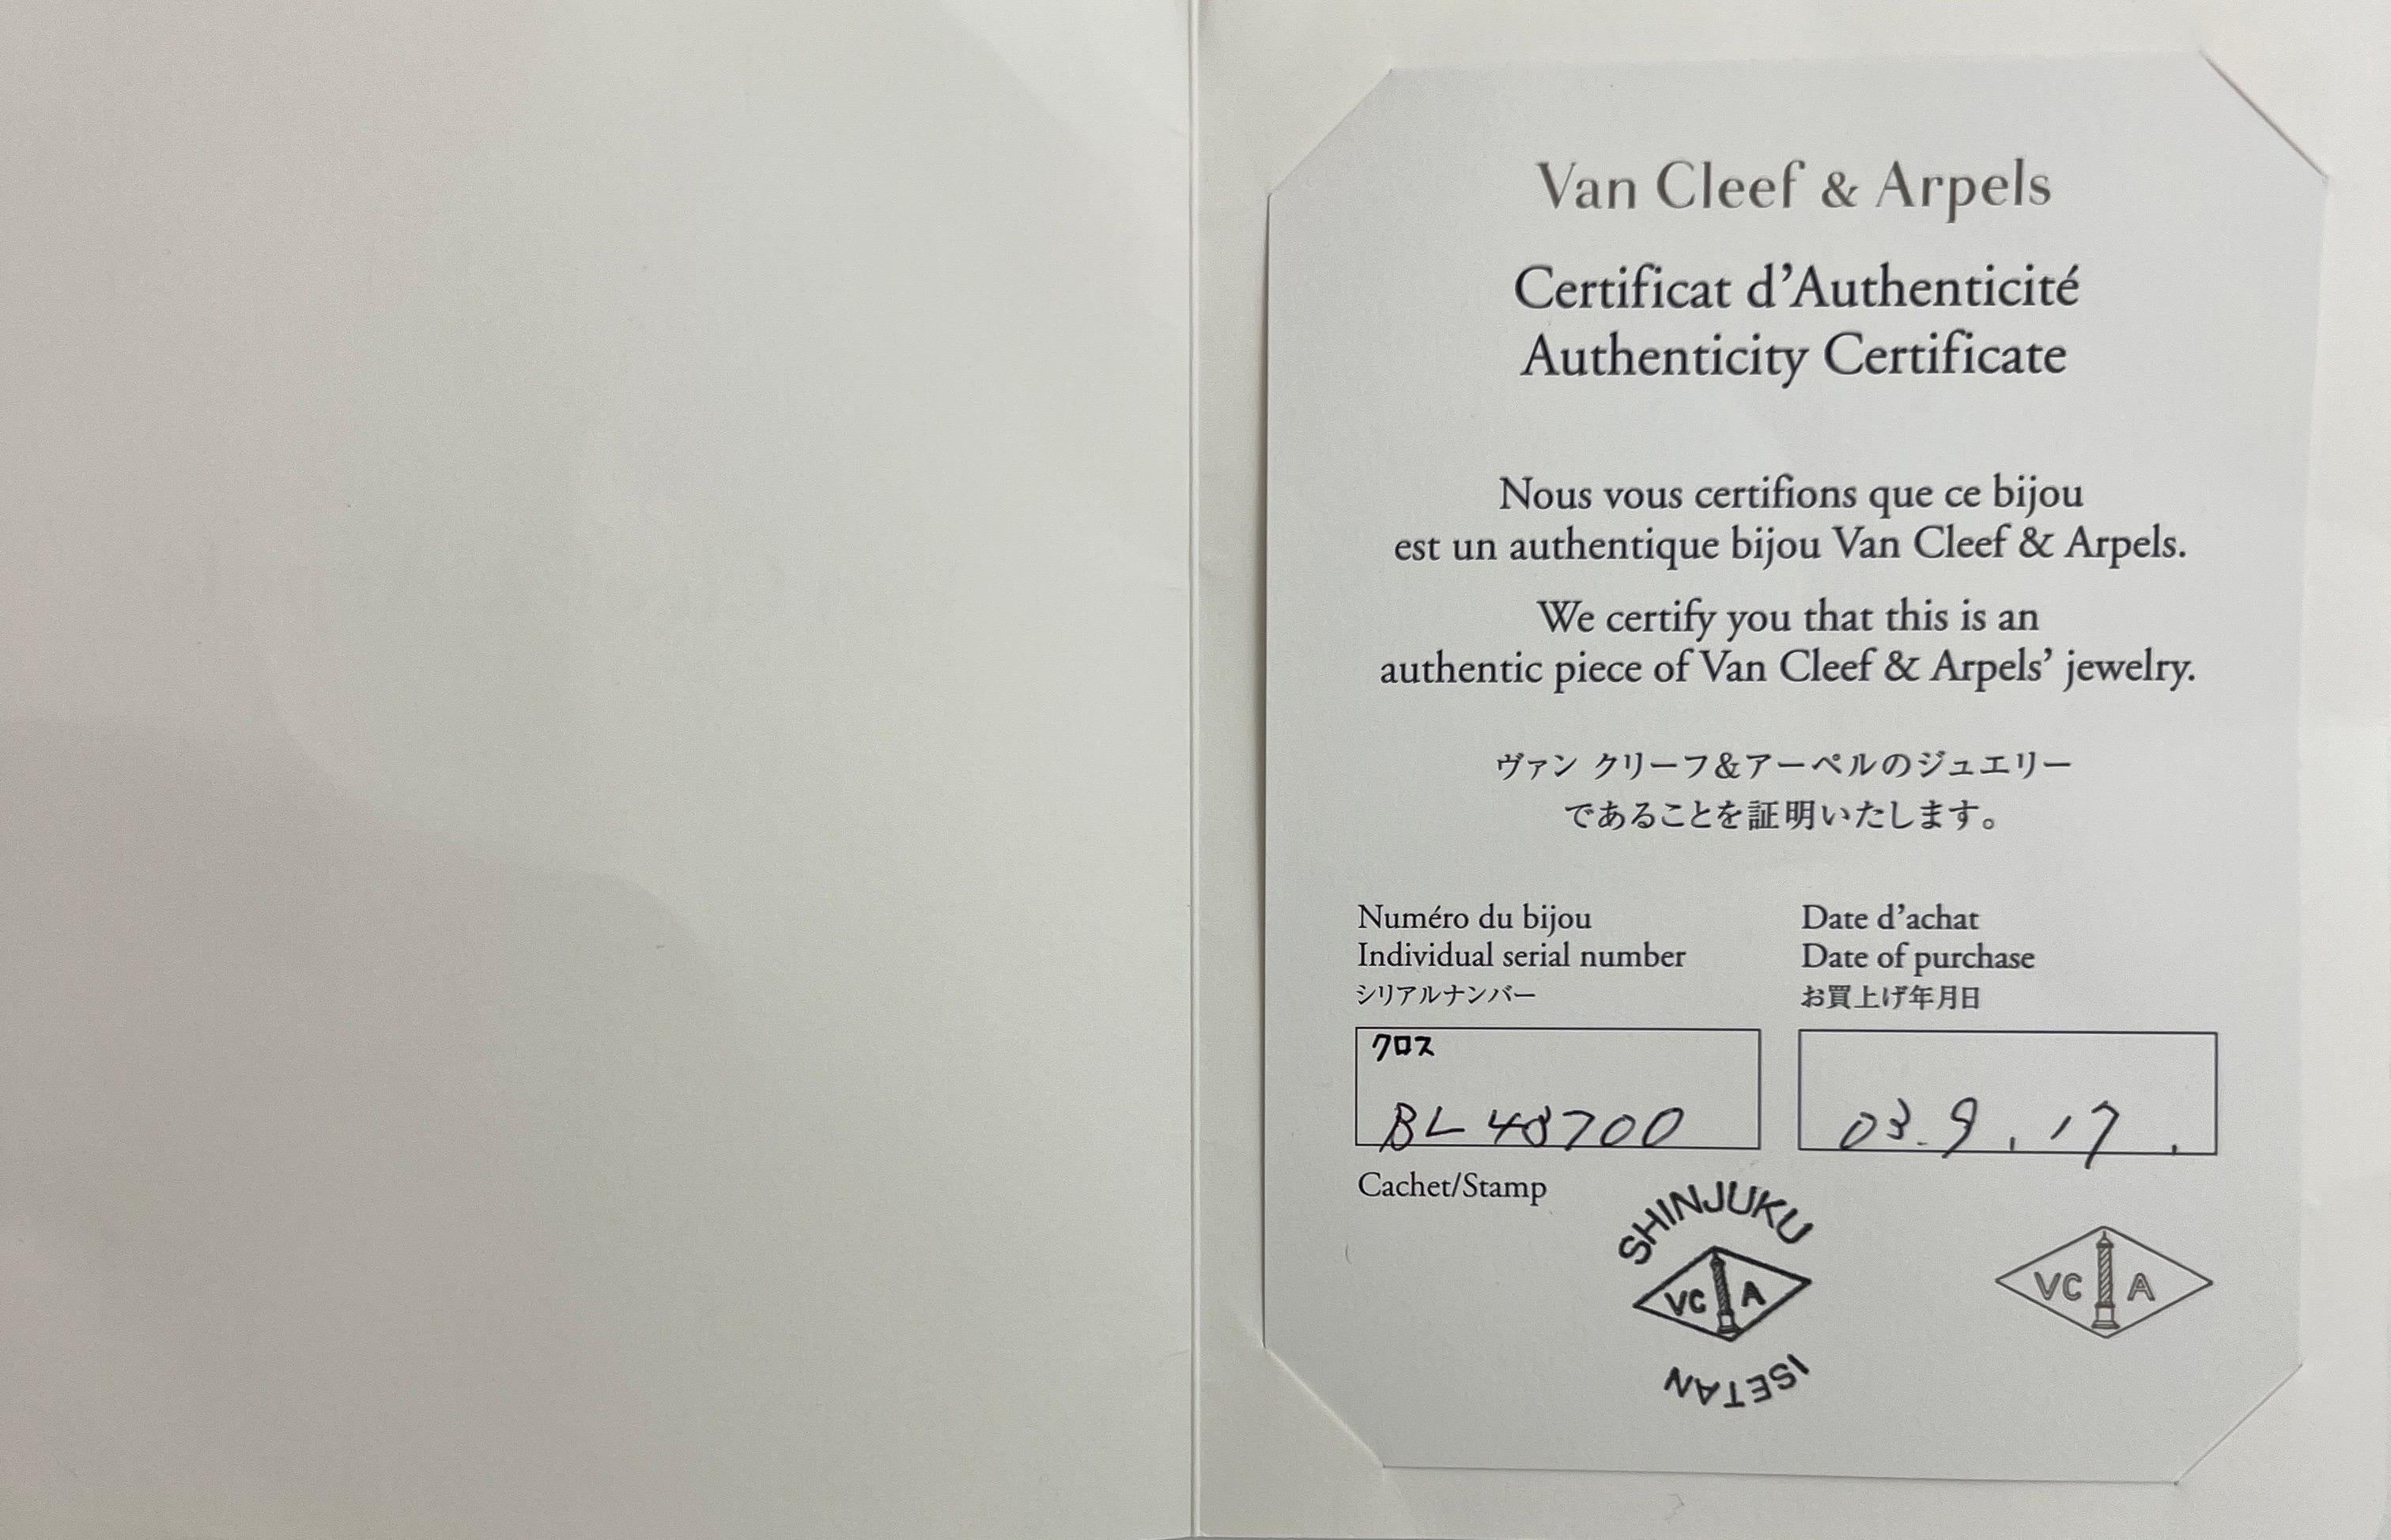 Van Cleef & Arpels
Certificat d'Authenticité
Authenticity Certificate
Nous vous certifions que ce bijou
est un authentique bijou Van Cleef & Arpels.
We certify you that this is an
authentic piece of Van Cleef & Arpels' jewelry.
ヴァン クリーフ&アーペルのジュエリー
であることを証明いたします。
Numéro du bijou
Individual serial number
シリアルナンバー
クロス
BL 48700
Date d'achat
Date of purchase
お買上げ年月日
03.9.17.
Cachet/Stamp
SHINJUKU
VC A
ISETAN
VC A